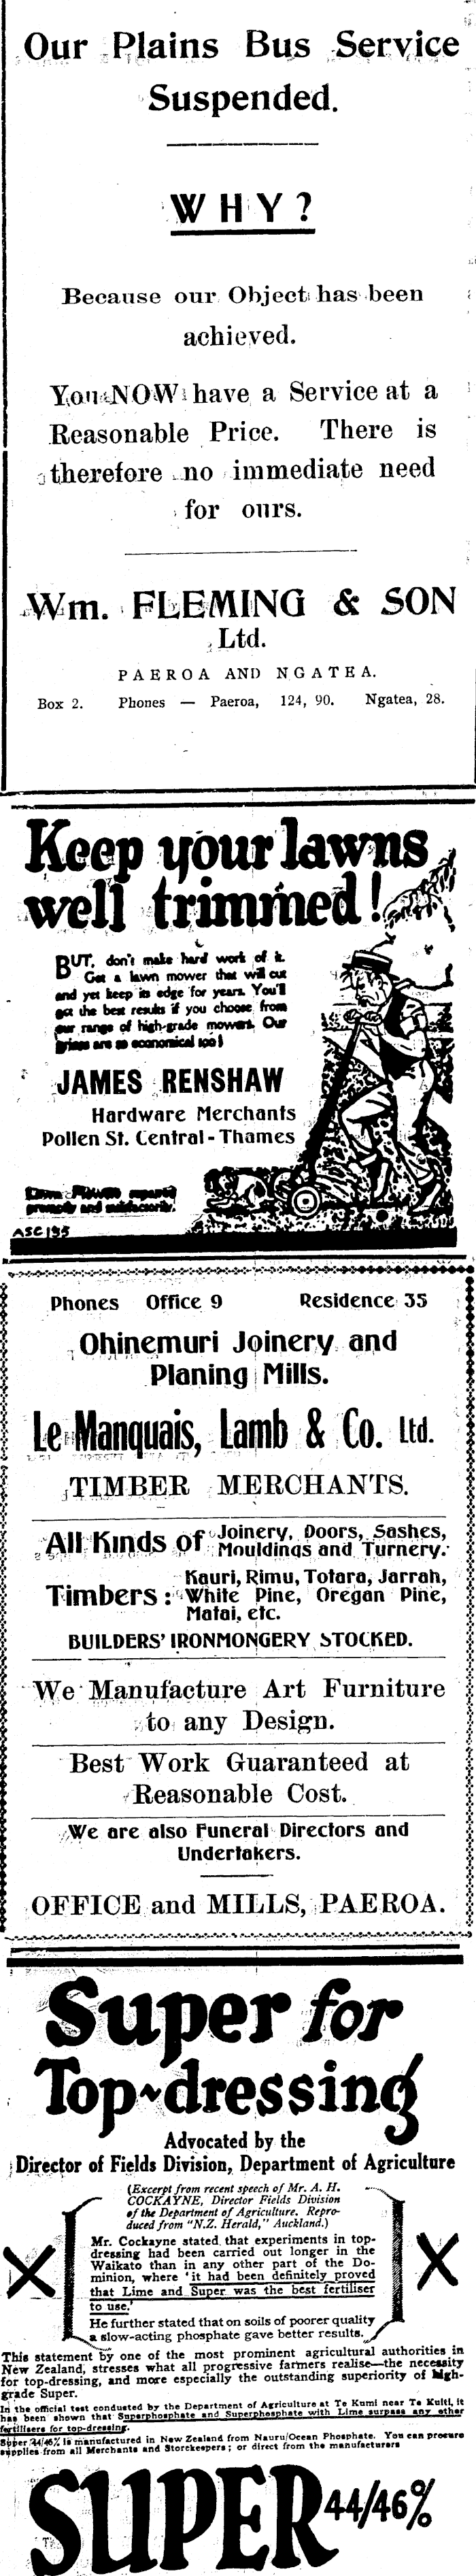 Our Plains Bus Service
Suspended.
WHY?
Because our Object has been
achieved.
You NOW have a Service at a
Reasonable Price. There is
therefore no immediate need
for ours.
Wm. FLEMING & SON
Ltd.
PAEROA AND NGATEA.
Box 2. Phones — Paeroa, 124, 90. Ngatea, 28.
Keep your lawns
well trimmed!
BUT, don't make hard work of it.
Get a lawn mower that will cut
and yet keep its edge for years. You'll
get the best results if you choose from
our range of high-grade mowers. Our
prices are so economical too!
JAMES RENSHAW
Hardware Merchants
Pollen St. Central - Thames
Lawn Mowers repaired
promptly and satisfactorily.
ASC 195
Phones Office 9 Residence 35
Ohinemuri Joinery and
Planing Mills.
Le Manquais, Lamb & Co. Ltd.
TIMBER MERCHANTS.
All Kinds of Joinery, Doors, Sashes,
Mouldings and Turnery.
Timbers: Kauri, Rimu, Totara, Jarrah,
White Pine, Oregan Pine,
Matai, etc.
BUILDERS' IRONMONGERY STOCKED.
We Manufacture Art Furniture
to any Design.
Best Work Guaranteed at
Reasonable Cost.
We are also Funeral Directors and
Undertakers.
OFFICE and MILLS, PAEROA.
Super for
Top-dressing
Advocated by the
Director of Fields Division, Department of Agriculture
(Excerpt from recent speech of Mr. A. H.
COCKAYNE, Director Fields Division
of the Department of Agriculture. Repro-
duced from "N.Z. Herald," Auckland.)
Mr. Cockayne stated that experiments in top-
dressing had been carried out longer in the
Waikato than in any other part of the Do-
minion, where 'it had been definitely proved
that Lime and Super was the best fertiliser
to use.'
He further stated that on soils of poorer quality
a slow-acting phosphate gave better results.
X X
This statement by one of the most prominent agricultural authorities in
New Zealand, stresses what all progressive farmers realise—the necessity
for top-dressing, and more especially the outstanding superiority of high-
grade Super.
In the official test conducted by the Department of Agriculture at Te Kumi near Te Kuiti, it
has been shown that Superphosphate and Superphosphate with Lime surpass any other
fertilisers for top-dressing.
Super 44/46% is manufactured in New Zealand from Nauru/Ocean Phosphate. You can procure
supplies from all Merchants and Storekeepers; or direct from the manufacturers
SUPER 44/46%